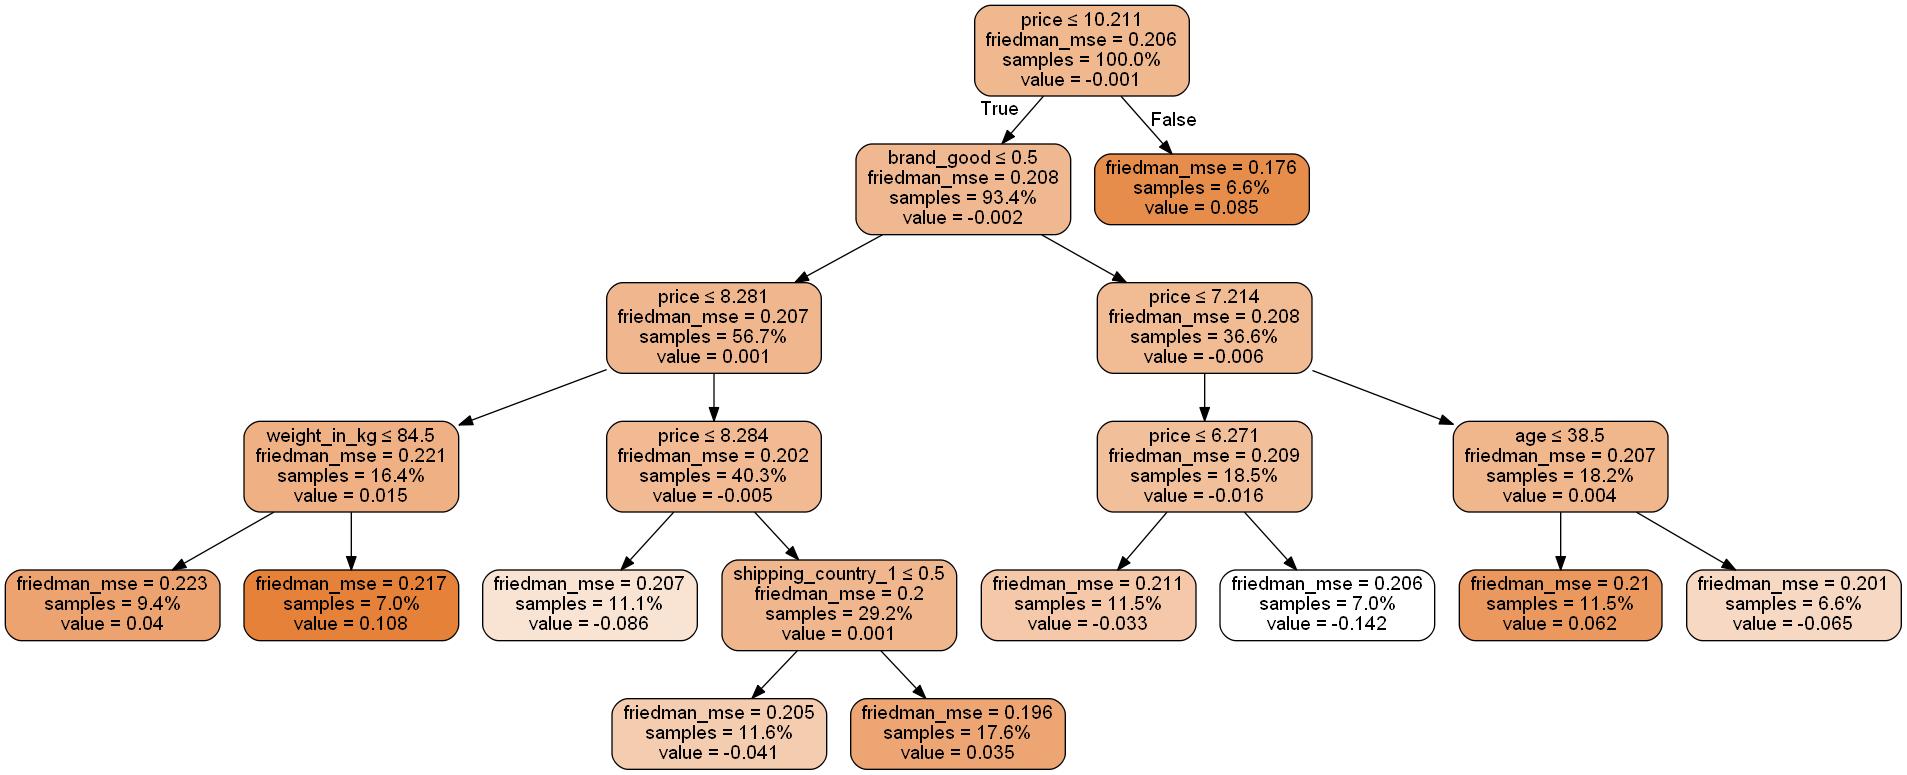 price ≤ 10.211
friedman_mse = 0.206
samples = 100.0%
value = -0.001
True
False
brand_good ≤ 0.5
friedman_mse = 0.208
samples = 93.4%
value = -0.002
friedman_mse = 0.176
samples = 6.6%
value = 0.085
price ≤ 8.281
friedman_mse = 0.207
samples = 56.7%
value = 0.001
price ≤ 7.214
friedman_mse = 0.208
samples = 36.6%
value = -0.006
weight_in_kg ≤ 84.5
friedman_mse = 0.221
samples = 16.4%
value = 0.015
price ≤ 8.284
friedman_mse = 0.202
samples = 40.3%
value = -0.005
price ≤ 6.271
friedman_mse = 0.209
samples = 18.5%
value = -0.016
age ≤ 38.5
friedman_mse = 0.207
samples = 18.2%
value = 0.004
friedman_mse = 0.223
samples = 9.4%
value = 0.04
friedman_mse = 0.217
samples = 7.0%
value = 0.108
friedman_mse = 0.207
samples = 11.1%
value = -0.086
shipping_country_1 ≤ 0.5
friedman_mse = 0.2
samples = 29.2%
value = 0.001
friedman_mse = 0.211
samples = 11.5%
value = -0.033
friedman_mse = 0.206
samples = 7.0%
value = -0.142
friedman_mse = 0.21
samples = 11.5%
value = 0.062
friedman_mse = 0.201
samples = 6.6%
value = -0.065
friedman_mse = 0.205
samples = 11.6%
value = -0.041
friedman_mse = 0.196
samples = 17.6%
value = 0.035